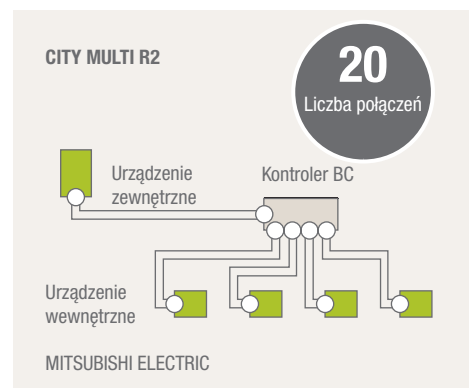 CITY MULTI R2
20
Liczba połączeń
Urządzenie
zewnętrzne
Kontroler BC
Urządzenie
wewnętrzne
MITSUBISHI ELECTRIC